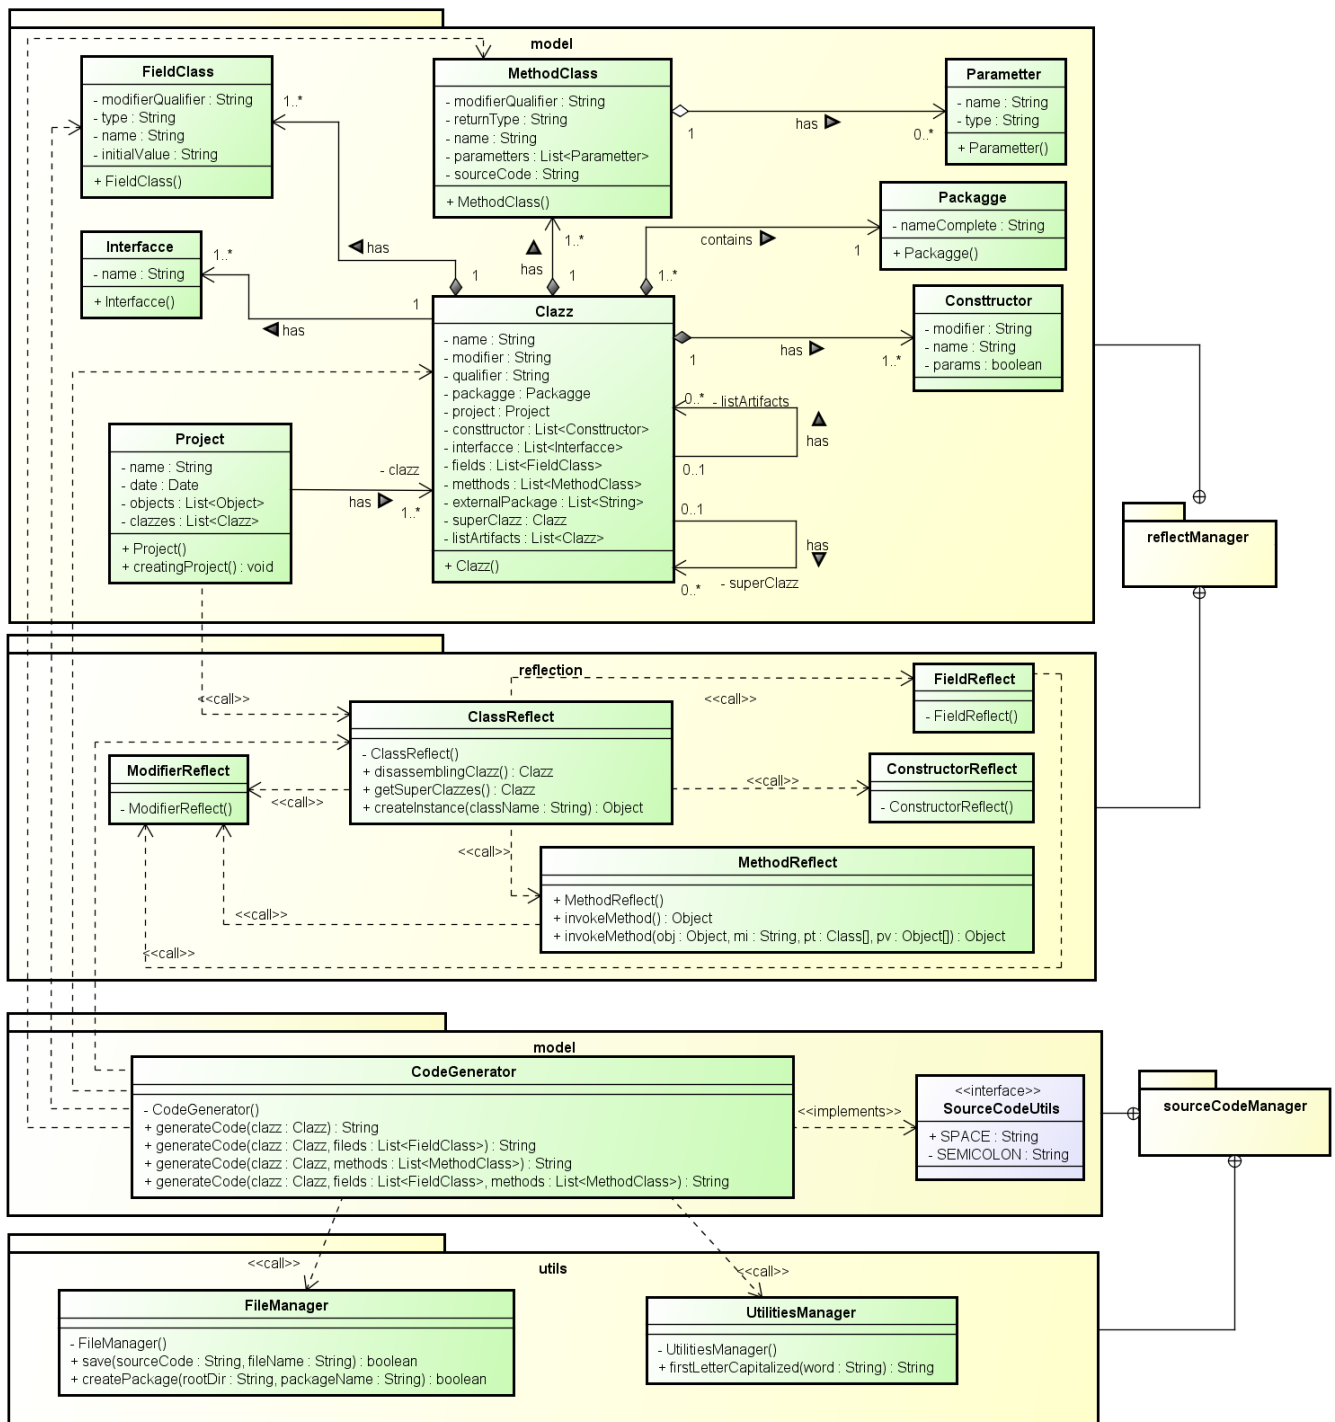 model
FieldClass
- modifierQualifier : String
- type : String
- name : String
- initialValue : String
+ FieldClass()
1..*
MethodClass
- modifierQualifier : String
- returnType : String
- name : String
- parametters : List<Parametter>
- sourceCode : String
+ MethodClass()
1
has
0..*
Parametter
- name : String
- type : String
+ Parametter()
Packagge
- nameComplete : String
+ Packagge()
contains
1
1..*
Interfacce
- name : String
+ Interfacce()
1..*
has
1
has
1..*
has
1
1
has
Clazz
- name : String
- modifier : String
- qualifier : String
- packagge : Packagge
- project : Project
- consttructor : List<Consttructor>
- interfacce : List<Interfacce>
- fields : List<FieldClass>
- metthods : List<MethodClass>
- externalPackage : List<String>
- superClazz : Clazz
- listArtifacts : List<Clazz>
+ Clazz()
1
has
1..*
Consttructor
- modifier : String
- name : String
- params : boolean
0..*
- listArtifacts
has
0..1
0..1
has
0..*
- superClazz
Project
- name : String
- date : Date
- objects : List<Object>
- clazzes : List<Clazz>
+ Project()
+ creatingProject() : void
- clazz
has
1..*
reflectManager
reflection
<<call>>
<<call>>
FieldReflect
- FieldReflect()
ClassReflect
- ClassReflect()
+ disassemblingClazz() : Clazz
+ getSuperClazzes() : Clazz
+ createInstance(className : String) : Object
ModifierReflect
- ModifierReflect()
<<call>>
<<call>>
ConstructorReflect
- ConstructorReflect()
<<call>>
MethodReflect
+ MethodReflect()
+ invokeMethod() : Object
+ invokeMethod(obj : Object, mi : String, pt : Class[], pv : Object[]) : Object
<<call>>
<<call>>
model
CodeGenerator
- CodeGenerator()
+ generateCode(clazz : Clazz) : String
+ generateCode(clazz : Clazz, fileds : List<FieldClass>) : String
+ generateCode(clazz : Clazz, methods : List<MethodClass>) : String
+ generateCode(clazz : Clazz, fields : List<FieldClass>, methods : List<MethodClass>) : String
<<implements>>
<<interface>>
SourceCodeUtils
+ SPACE : String
- SEMICOLON : String
sourceCodeManager
utils
<<call>>
<<call>>
FileManager
- FileManager()
+ save(sourceCode : String, fileName : String) : boolean
+ createPackage(rootDir : String, packageName : String) : boolean
UtilitiesManager
- UtilitiesManager()
+ firstLetterCapitalized(word : String) : String